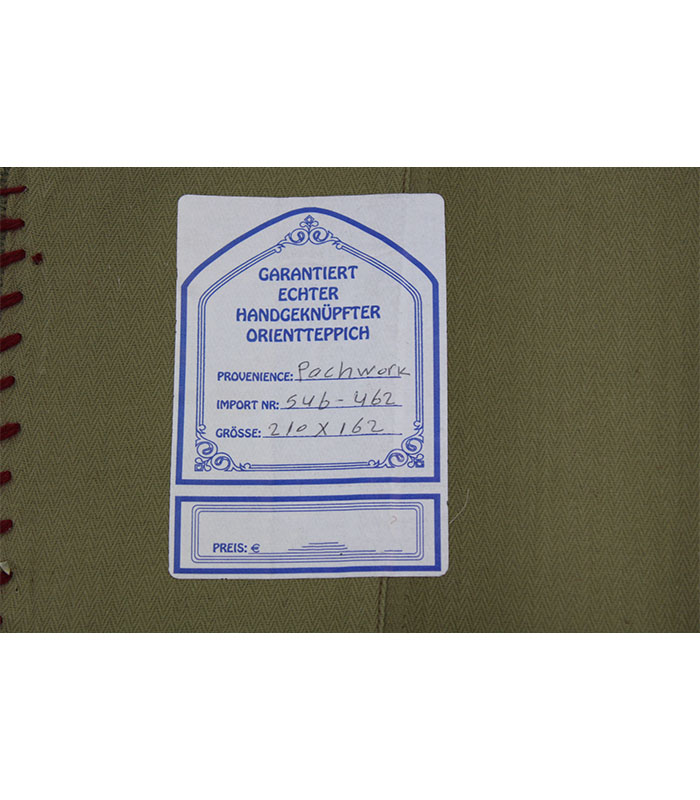 GARANTIERT
ECHTER
HANDGEKNÜPFTER
ORIENTTEPPICH
PROVENIENCE: Pachwork
IMPORT NR: 546-462
GRÖSSE: 210 X 162
PREIS: €